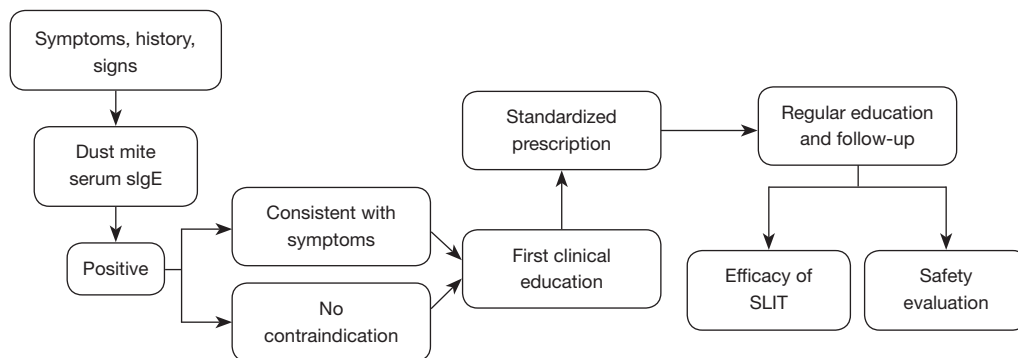 Symptoms, history,
signs
Dust mite
serum sIgE
Positive
Consistent with
symptoms
No
contraindication
First clinical
education
Standardized
prescription
Regular education
and follow-up
Efficacy of
SLIT
Safety
evaluation